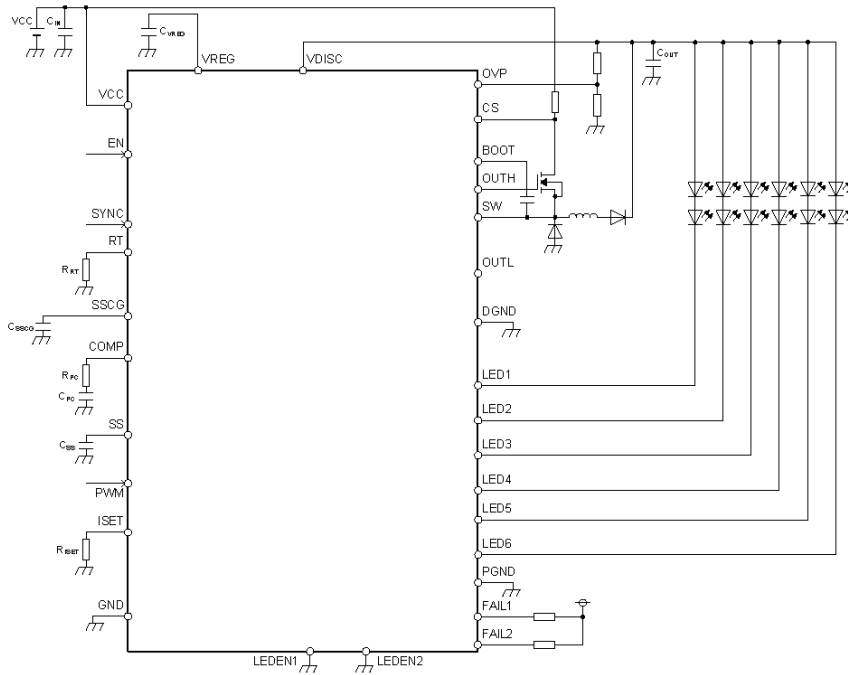 VCC
CIN
CVREG
VREG
VDISC
VCC
EN
SYNC
RT
RRT
SSCG
CSSCG
COMP
RPC
CPC
SS
CSS
PWM
ISET
RISET
GND
LEDEN1
LEDEN2
OVP
COUT
CS
BOOT
OUTH
SW
OUTL
DGND
LED1
LED2
LED3
LED4
LED5
LED6
PGND
FAIL1
FAIL2